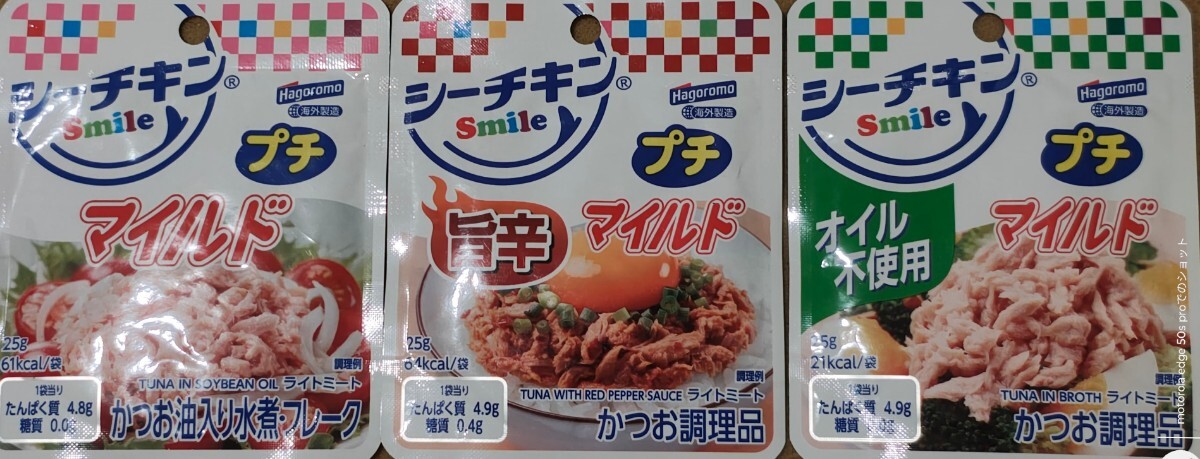 シーチキン®
Smile
Hagoromo
海外製造
プチ
マイルド
25g
61kcal/袋
調理例
1袋当り
たんぱく質 4.8g
糖質 0.0g
TUNA IN SOYBEAN OIL ライトミート
かつお油入り水煮フレーク
シーチキン
Smile
Hagoromo
海外製造
プチ
旨辛
マイルド
25g
64kcal/袋
調理例
1袋当り
たんぱく質 4.9g
糖質 0.4g
TUNA WITH RED PEPPER SAUCE ライトミート
かつお調理品
シーチキン®
Smile
Hagoromo
海外製造
プチ
オイル
不使用
マイルド
25g
21kcal/袋
調理例
1袋当り
たんぱく質 4.9g
糖質
TUNA IN BROTH ライトミート
かつお調理品
motorola edge 50s proでのショット